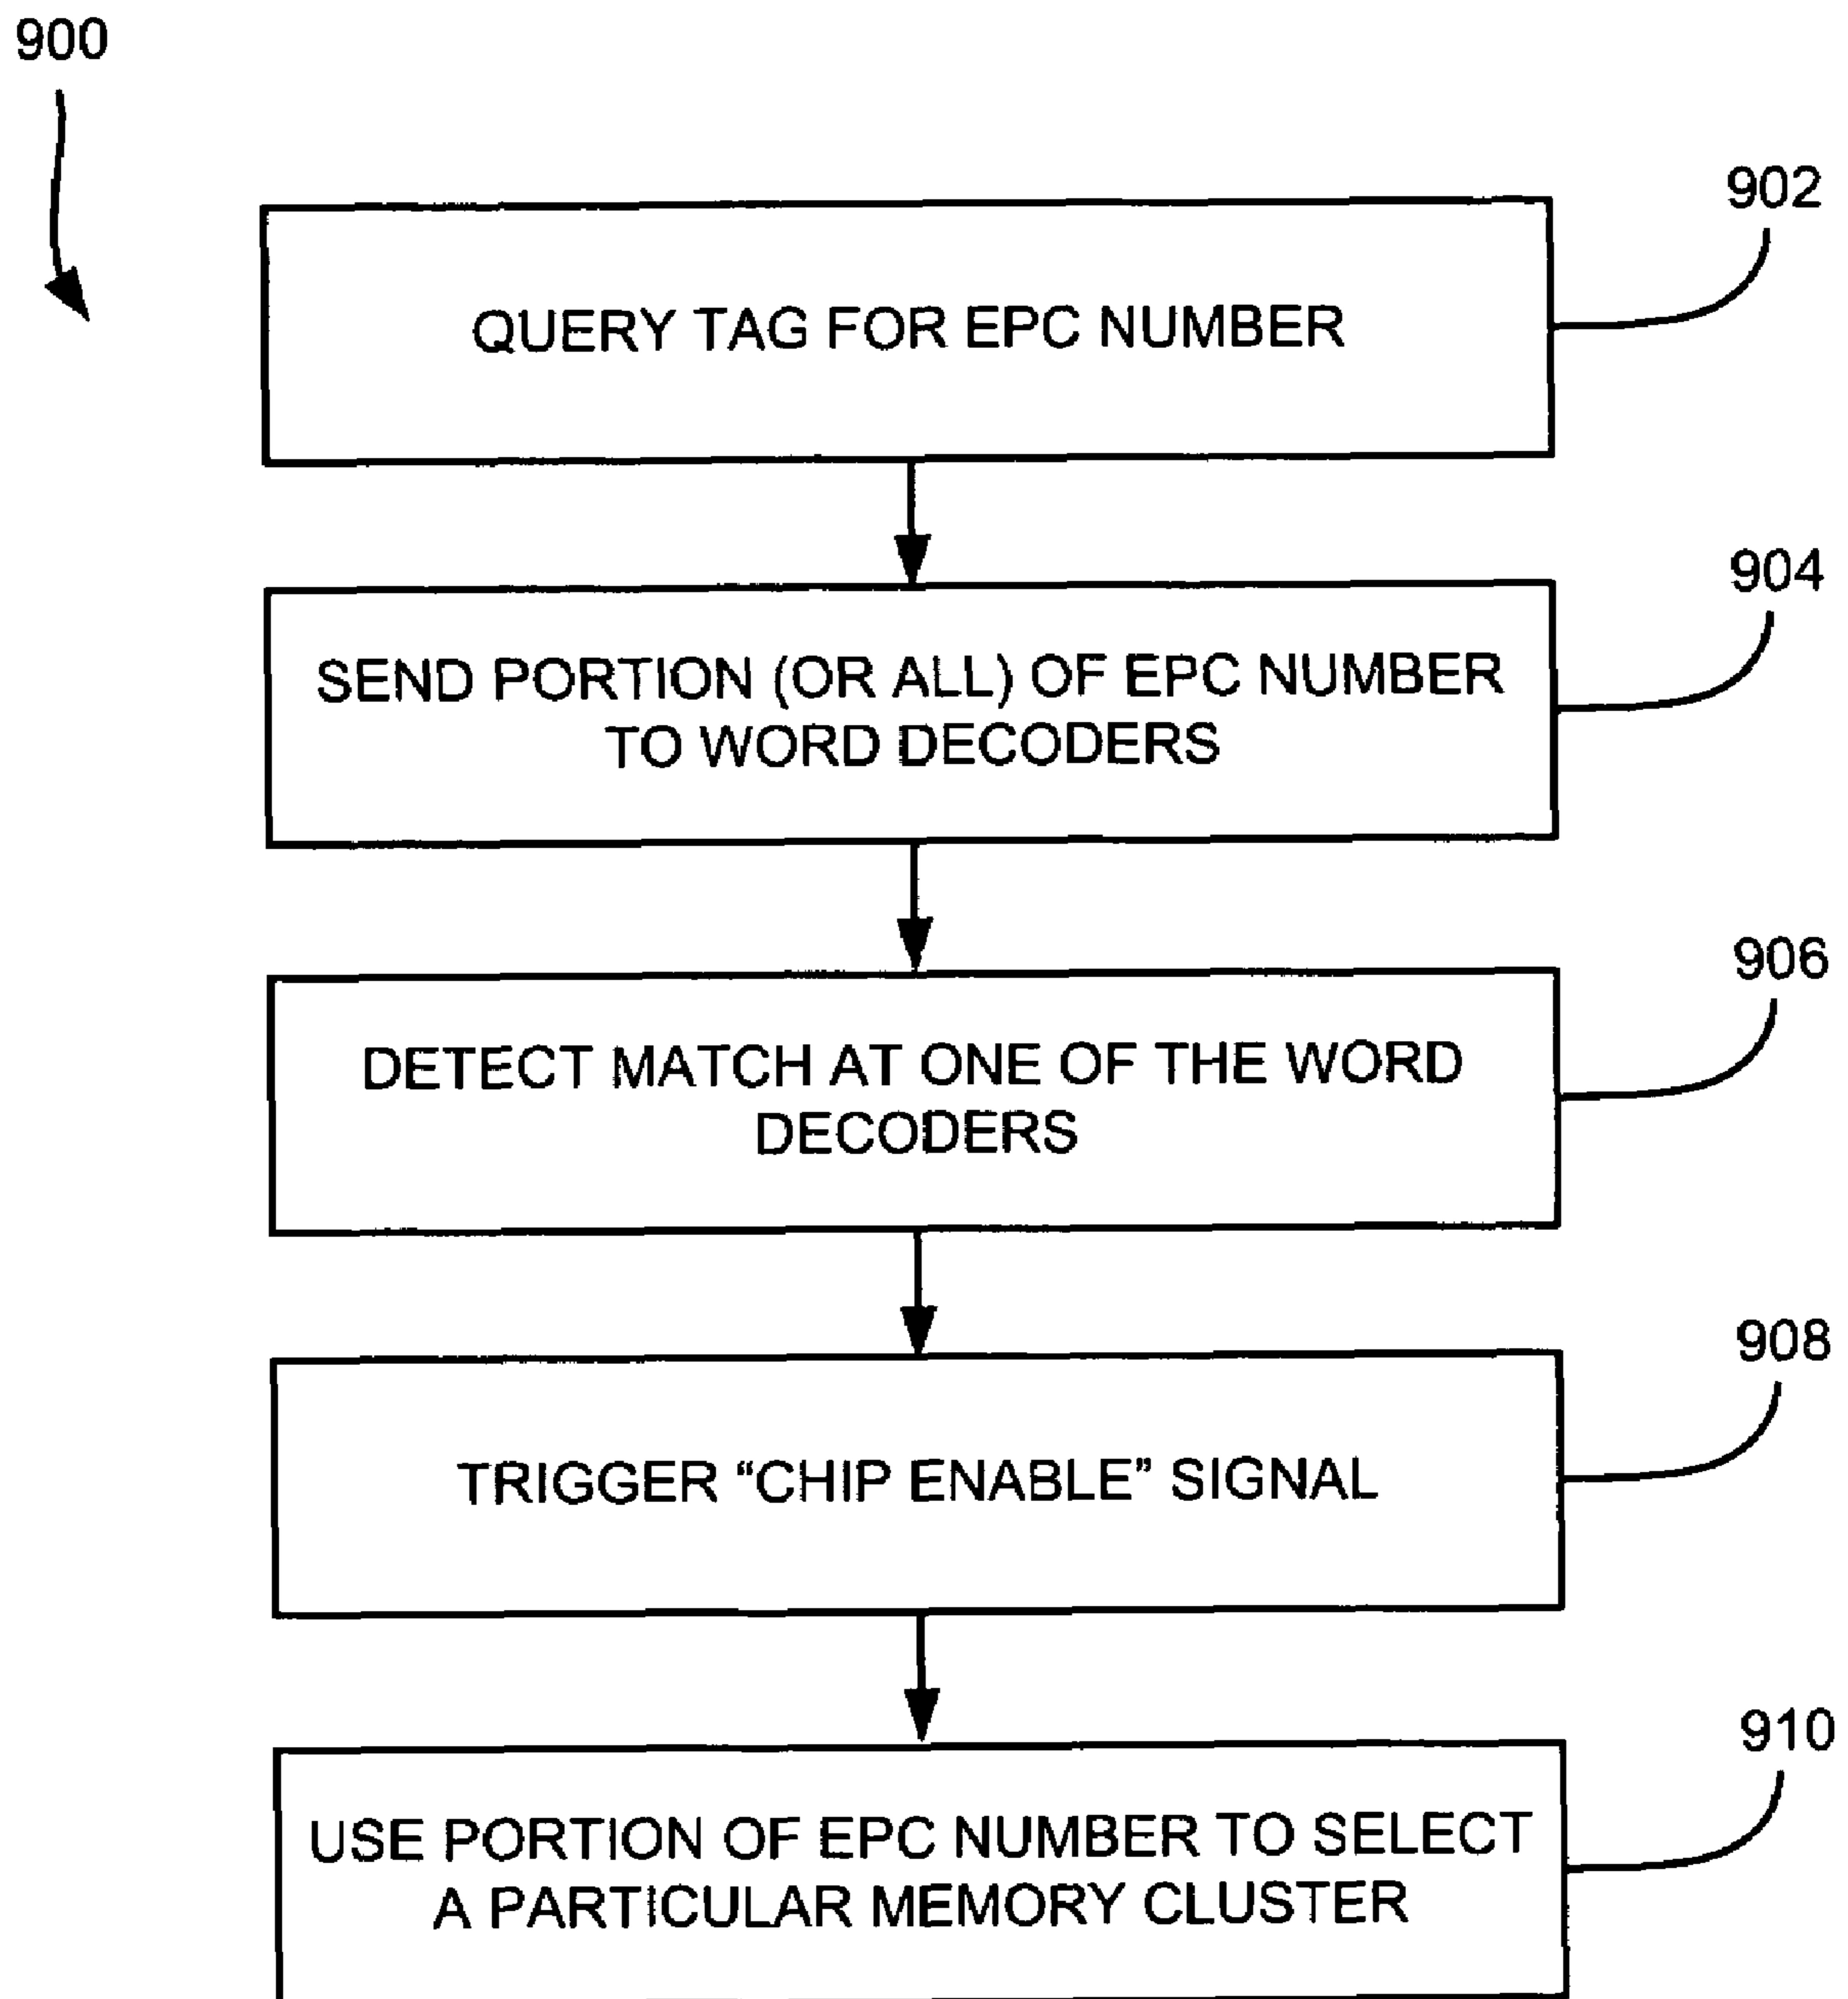 900
902
QUERY TAG FOR EPC NUMBER
904
SEND PORTION (OR ALL) OF EPC NUMBER
TO WORD DECODERS
906
DETECT MATCH AT ONE OF THE WORD
DECODERS
908
TRIGGER “CHIP ENABLE” SIGNAL
910
USE PORTION OF EPC NUMBER TO SELECT
A PARTICULAR MEMORY CLUSTER